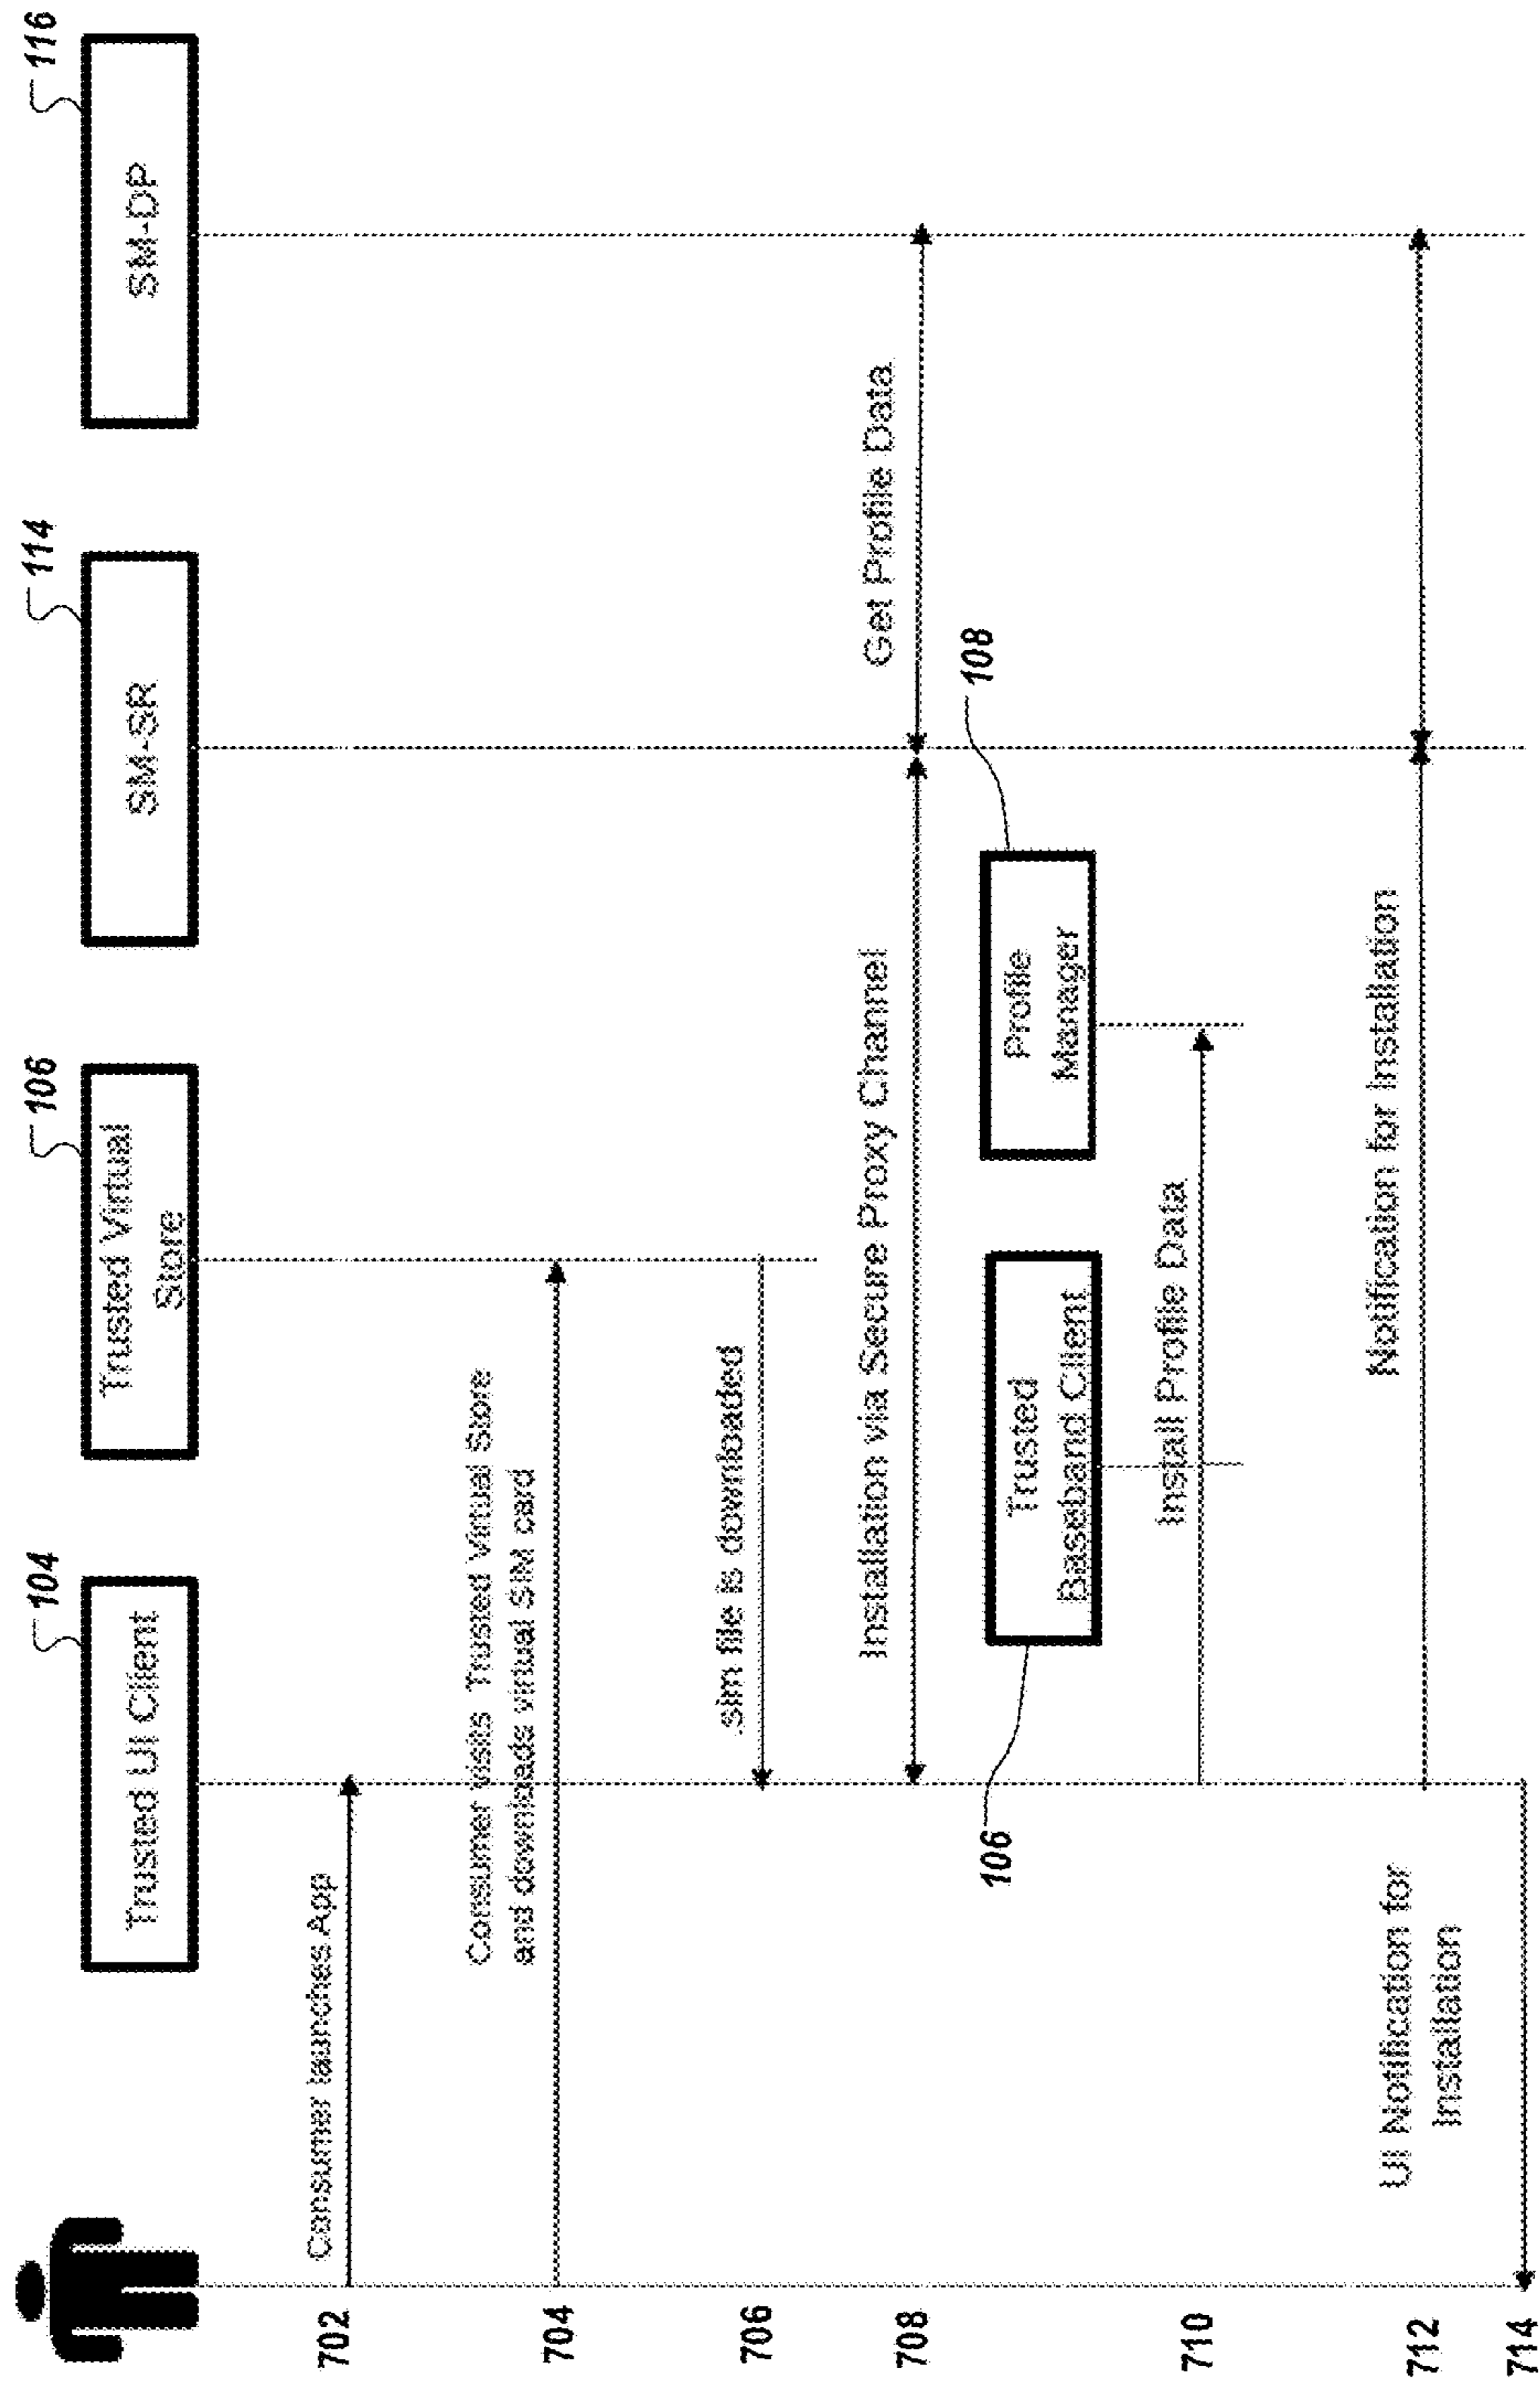 104
106
114
116
Trusted UI Client
Trusted Virtual
Store
SM-SR
SM-DP
702
Consumer launches App
704
Consumer visits Trusted Virtual Store
and downloads virtual SIM card
706
.sim file is downloaded
708
Installation via Secure Proxy Channel
Get Profile Data
106
Trusted
Baseband Client
Profile
Manager
108
710
Install Profile Data
712
Notification for Installation
UI Notification for
Installation
714